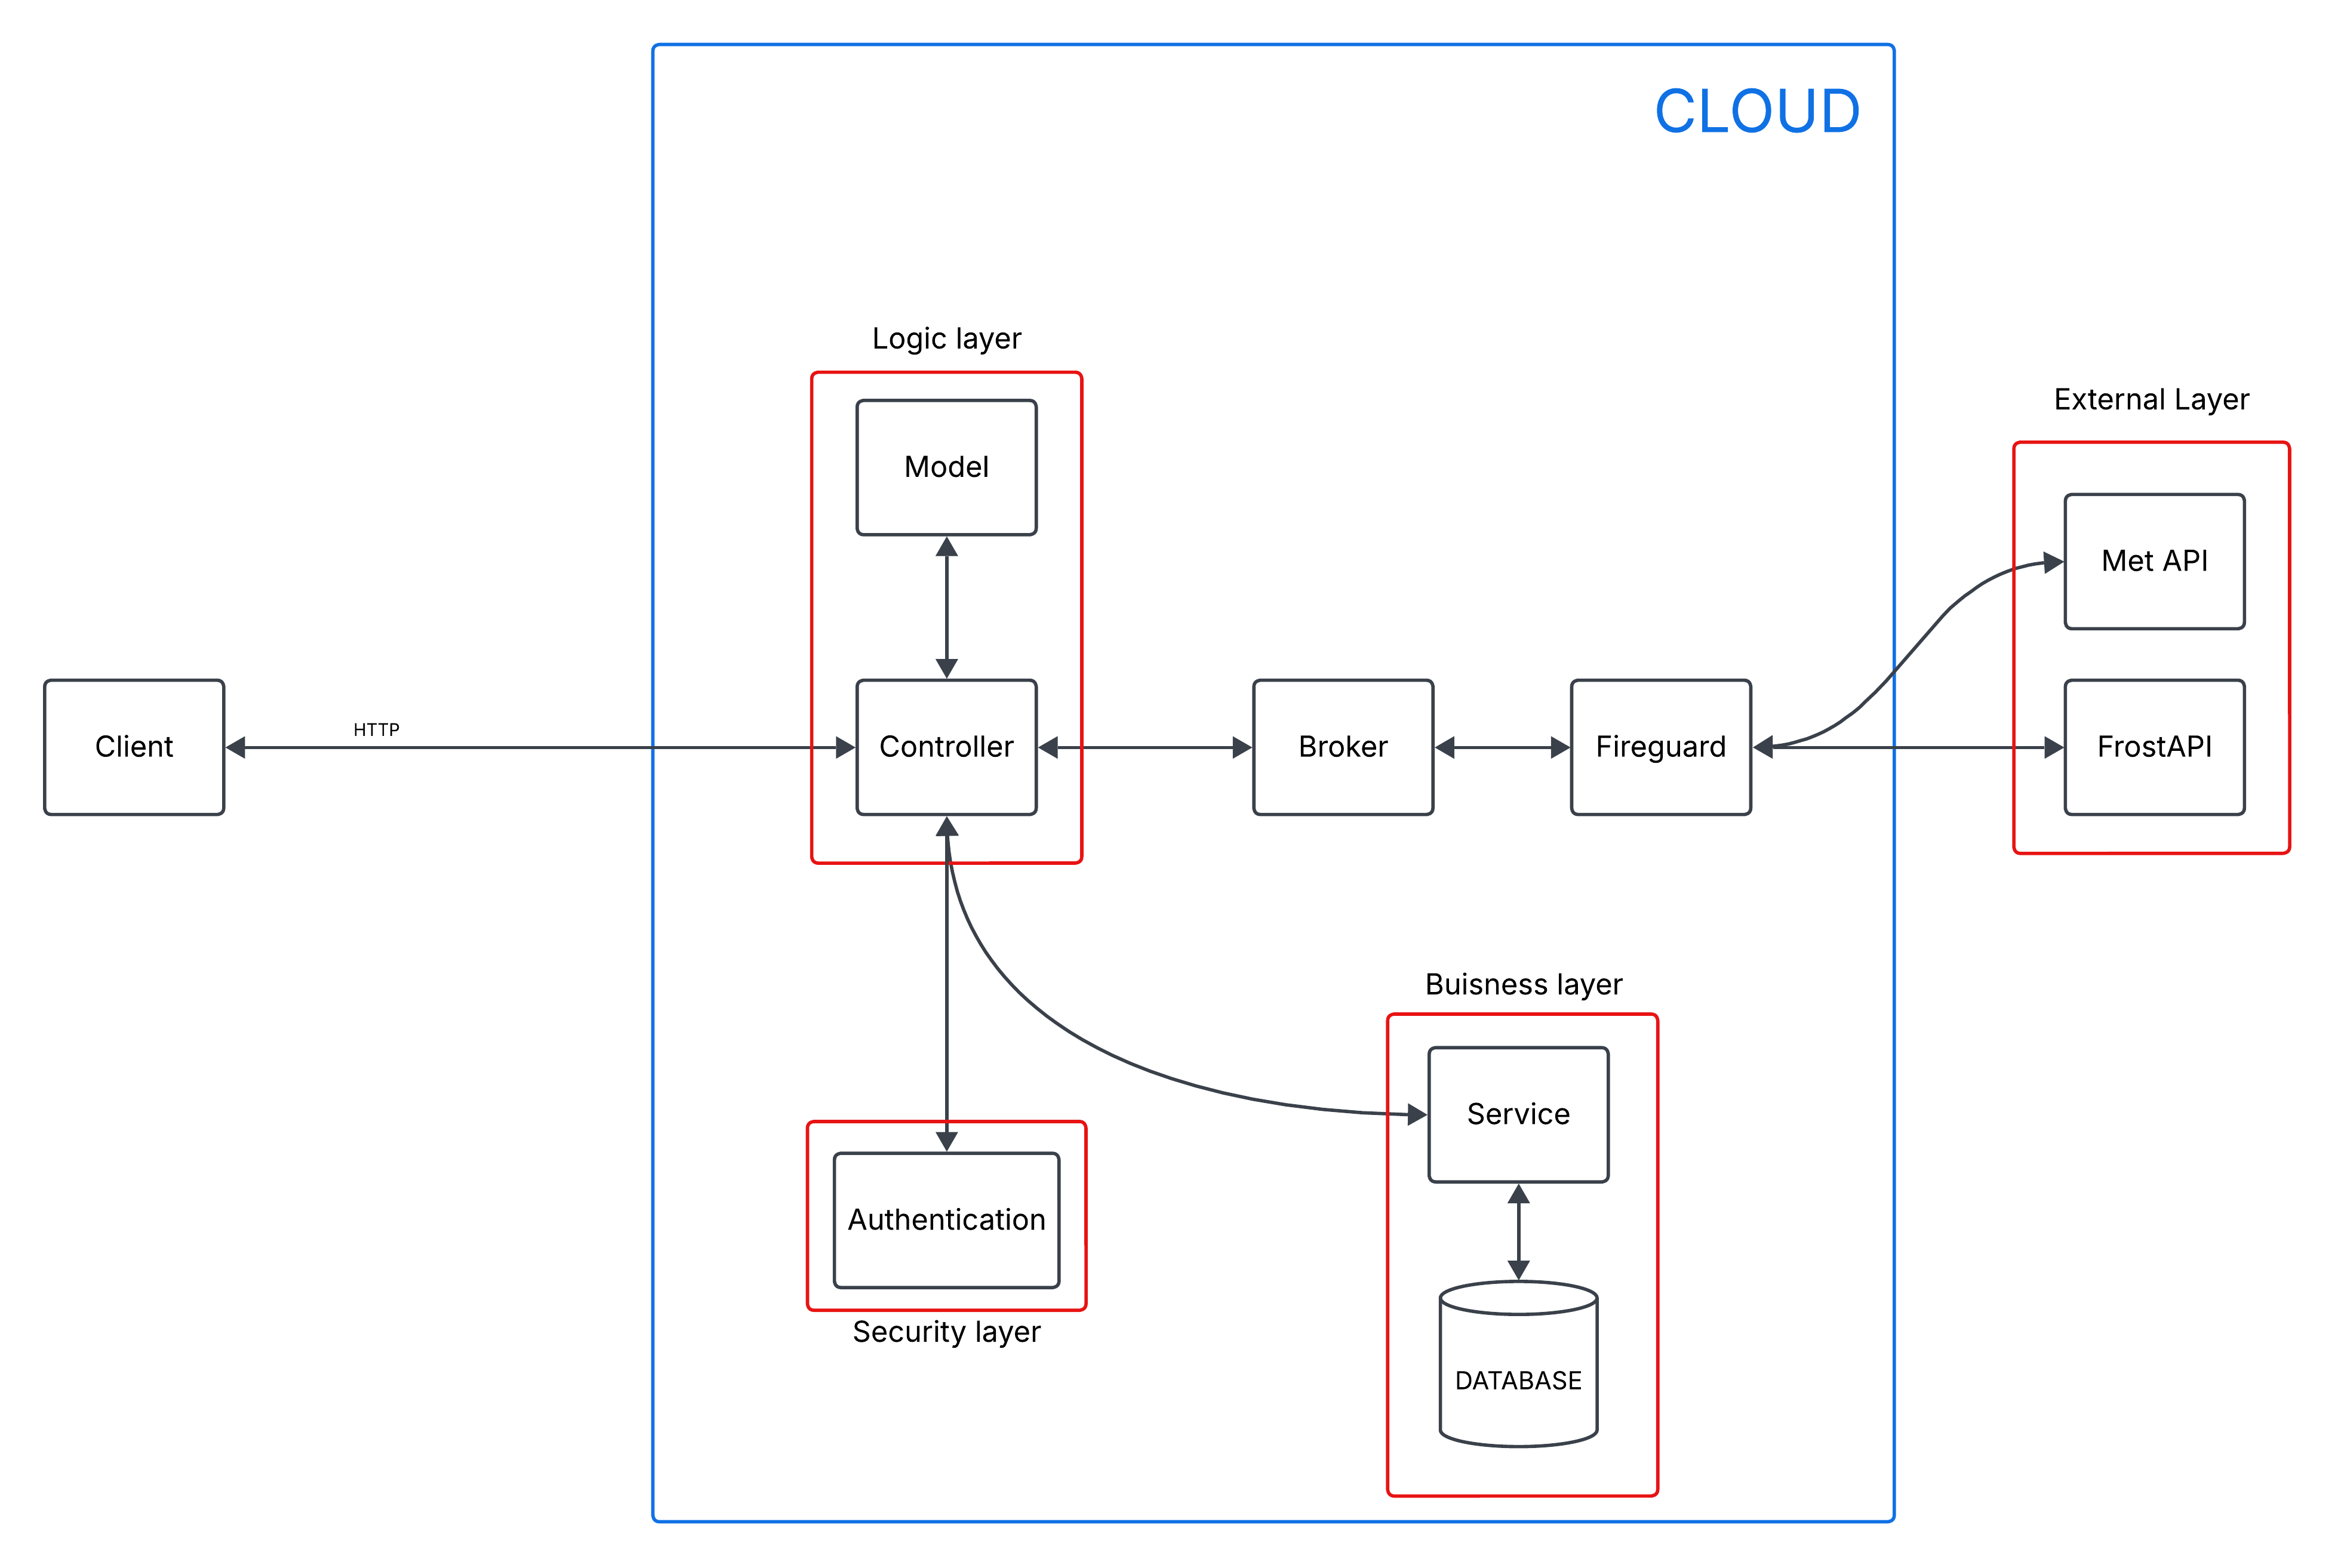 CLOUD
Logic layer
Model
External Layer
Met API
Client
HTTP
Controller
Broker
Fireguard
FrostAPI
Buisness layer
Service
Authentication
Security layer
DATABASE